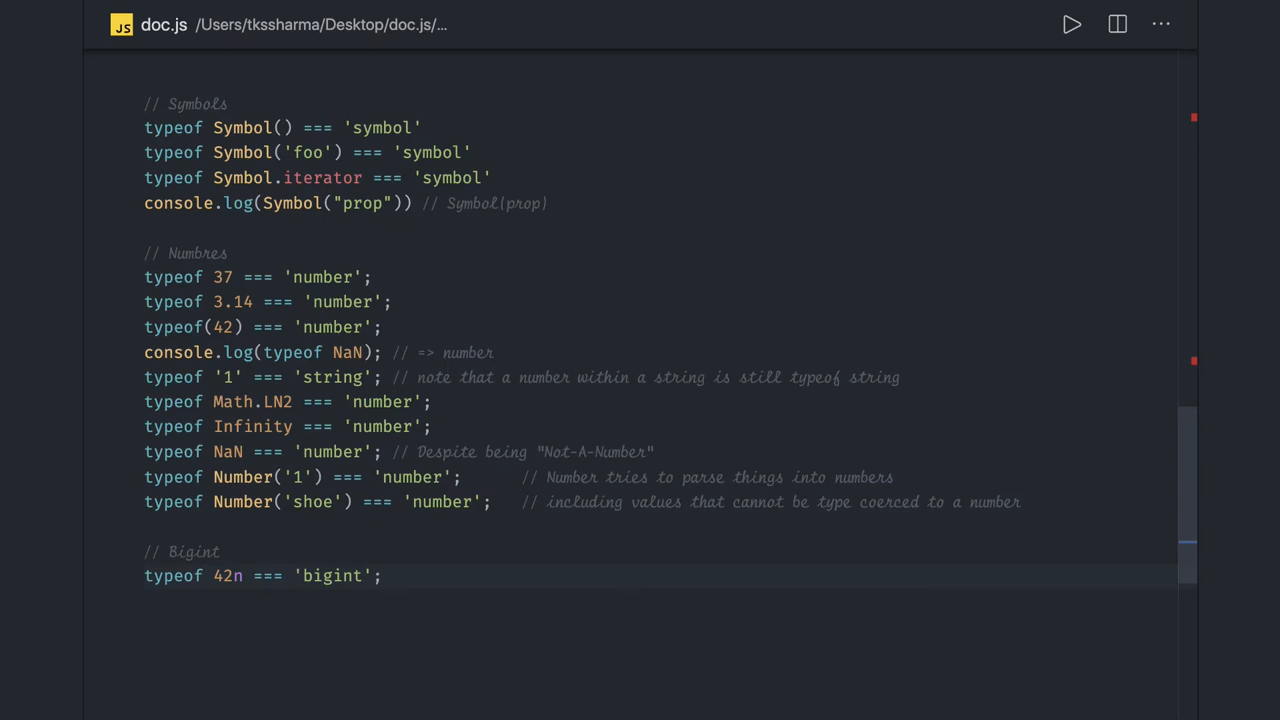 JS doc.js /Users/tkssharma/Desktop/doc.js/...
// Symbols
typeof Symbol() === 'symbol'
typeof Symbol('foo') === 'symbol'
typeof Symbol.iterator === 'symbol'
console.log(Symbol("prop")) // Symbol(prop)
// Numbres
typeof 37 === 'number';
typeof 3.14 === 'number';
typeof(42) === 'number';
console.log(typeof NaN); // => number
typeof '1' === 'string'; // note that a number within a string is still typeof string
typeof Math.LN2 === 'number';
typeof Infinity === 'number';
typeof NaN === 'number'; // Despite being "Not-A-Number"
typeof Number('1') === 'number'; // Number tries to parse things into numbers
typeof Number('shoe') === 'number'; // including values that cannot be type coerced to a number
// Bigint
typeof 42n === 'bigint';